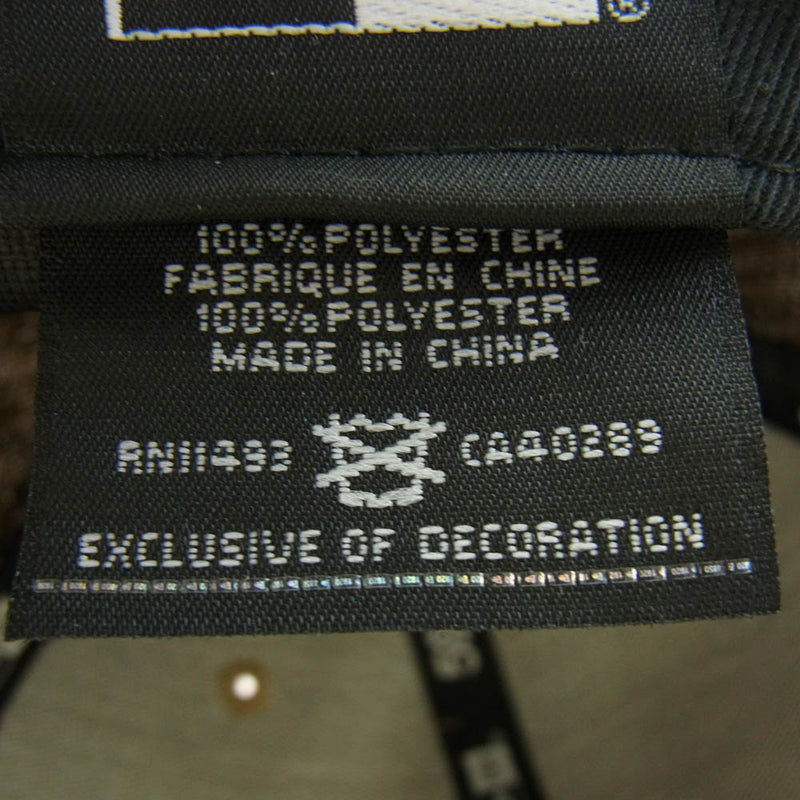 ®
100% POLYESTER
FABRIQUE EN CHINE
100% POLYESTER
MADE IN CHINA
RN11493 CA40289
EXCLUSIVE OF DECORATION